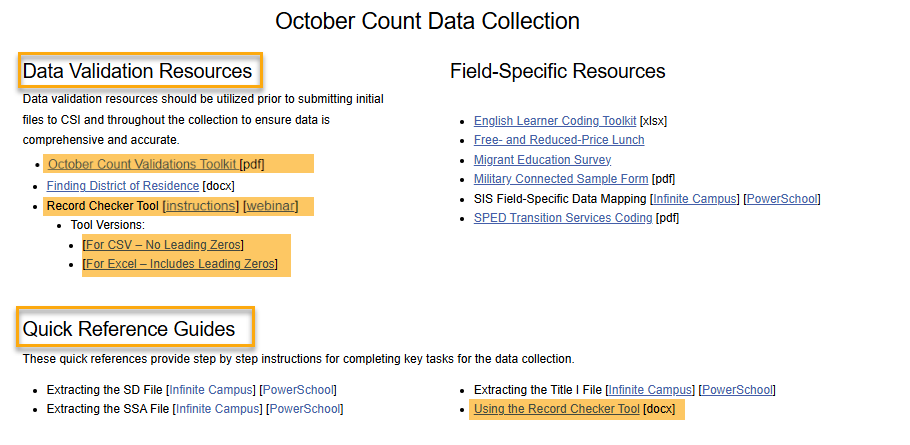 October Count Data Collection
Data Validation Resources
Data validation resources should be utilized prior to submitting initial
files to CSI and throughout the collection to ensure data is
comprehensive and accurate.
• October Count Validations Toolkit [pdf]
• Finding District of Residence [docx]
• Record Checker Tool [instructions] [webinar]
• Tool Versions:
• [For CSV – No Leading Zeros]
• [For Excel – Includes Leading Zeros]
Field-Specific Resources
• English Learner Coding Toolkit [xlsx]
• Free- and Reduced-Price Lunch
• Migrant Education Survey
• Military Connected Sample Form [pdf]
• SIS Field-Specific Data Mapping [Infinite Campus] [PowerSchool]
• SPED Transition Services Coding [pdf]
Quick Reference Guides
These quick references provide step by step instructions for completing key tasks for the data collection.
• Extracting the SD File [Infinite Campus] [PowerSchool]
• Extracting the SSA File [Infinite Campus] [PowerSchool]
• Extracting the Title I File [Infinite Campus] [PowerSchool]
• Using the Record Checker Tool [docx]